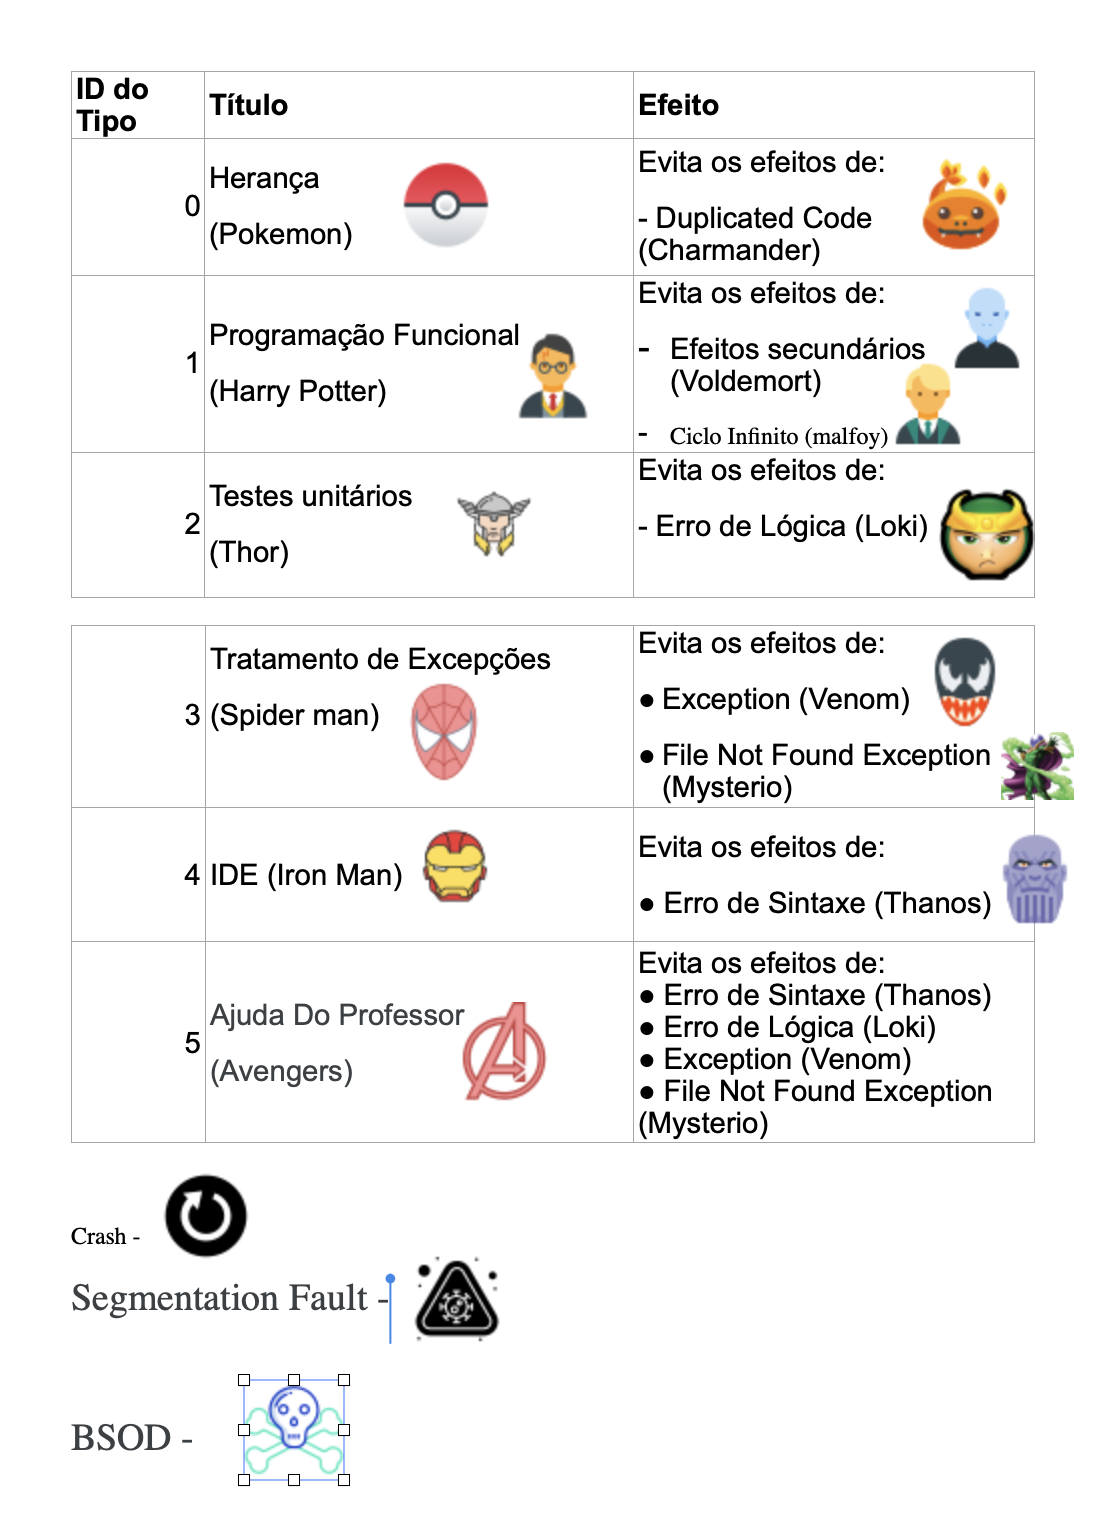 ID do
Tipo
Título
Efeito
0
Herança
(Pokemon)
Evita os efeitos de:
- Duplicated Code
(Charmander)
1
Programação Funcional
(Harry Potter)
Evita os efeitos de:
- Efeitos secundários
(Voldemort)
- Ciclo Infinito (malfoy)
2
Testes unitários
(Thor)
Evita os efeitos de:
- Erro de Lógica (Loki)
3
Tratamento de Excepções
(Spider man)
Evita os efeitos de:
● Exception (Venom)
● File Not Found Exception
(Mysterio)
4
IDE (Iron Man)
Evita os efeitos de:
● Erro de Sintaxe (Thanos)
5
Ajuda Do Professor
(Avengers)
Evita os efeitos de:
● Erro de Sintaxe (Thanos)
● Erro de Lógica (Loki)
● Exception (Venom)
● File Not Found Exception
(Mysterio)
Crash -
Segmentation Fault -
BSOD -